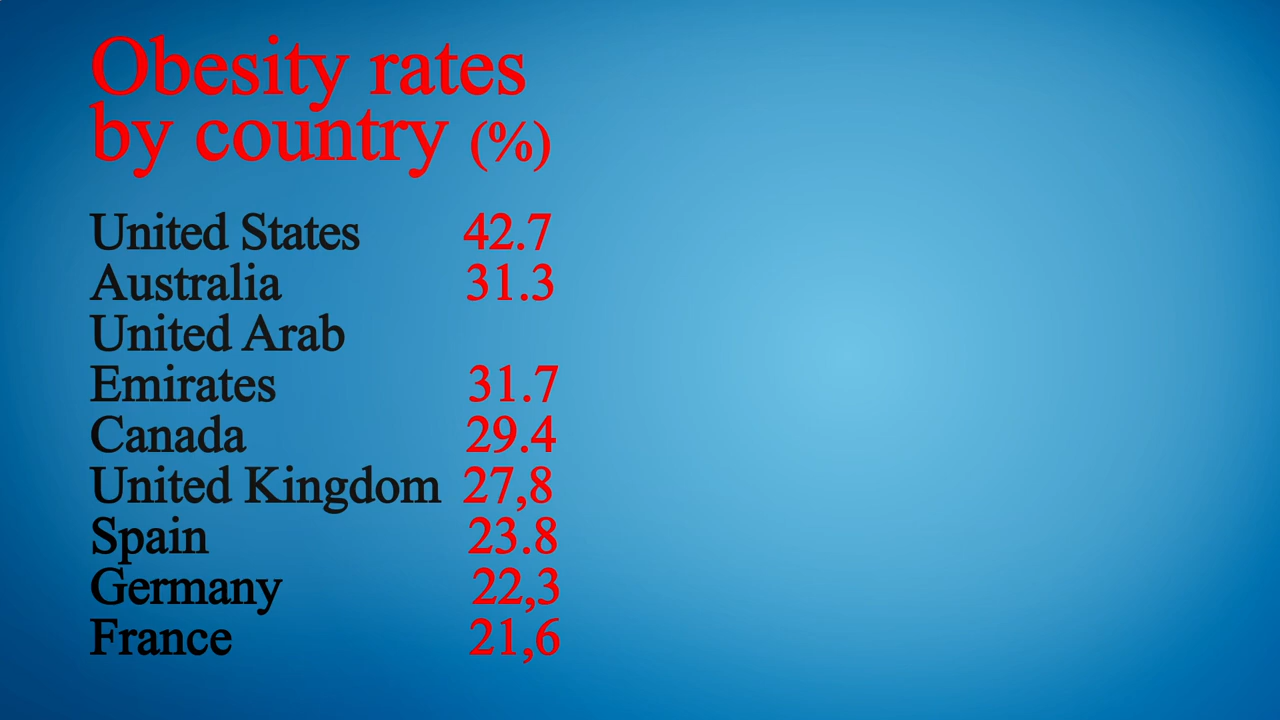 Obesity rates
by country (%)
United States 42.7
Australia 31.3
United Arab
Emirates 31.7
Canada 29.4
United Kingdom 27,8
Spain 23.8
Germany 22,3
France 21,6